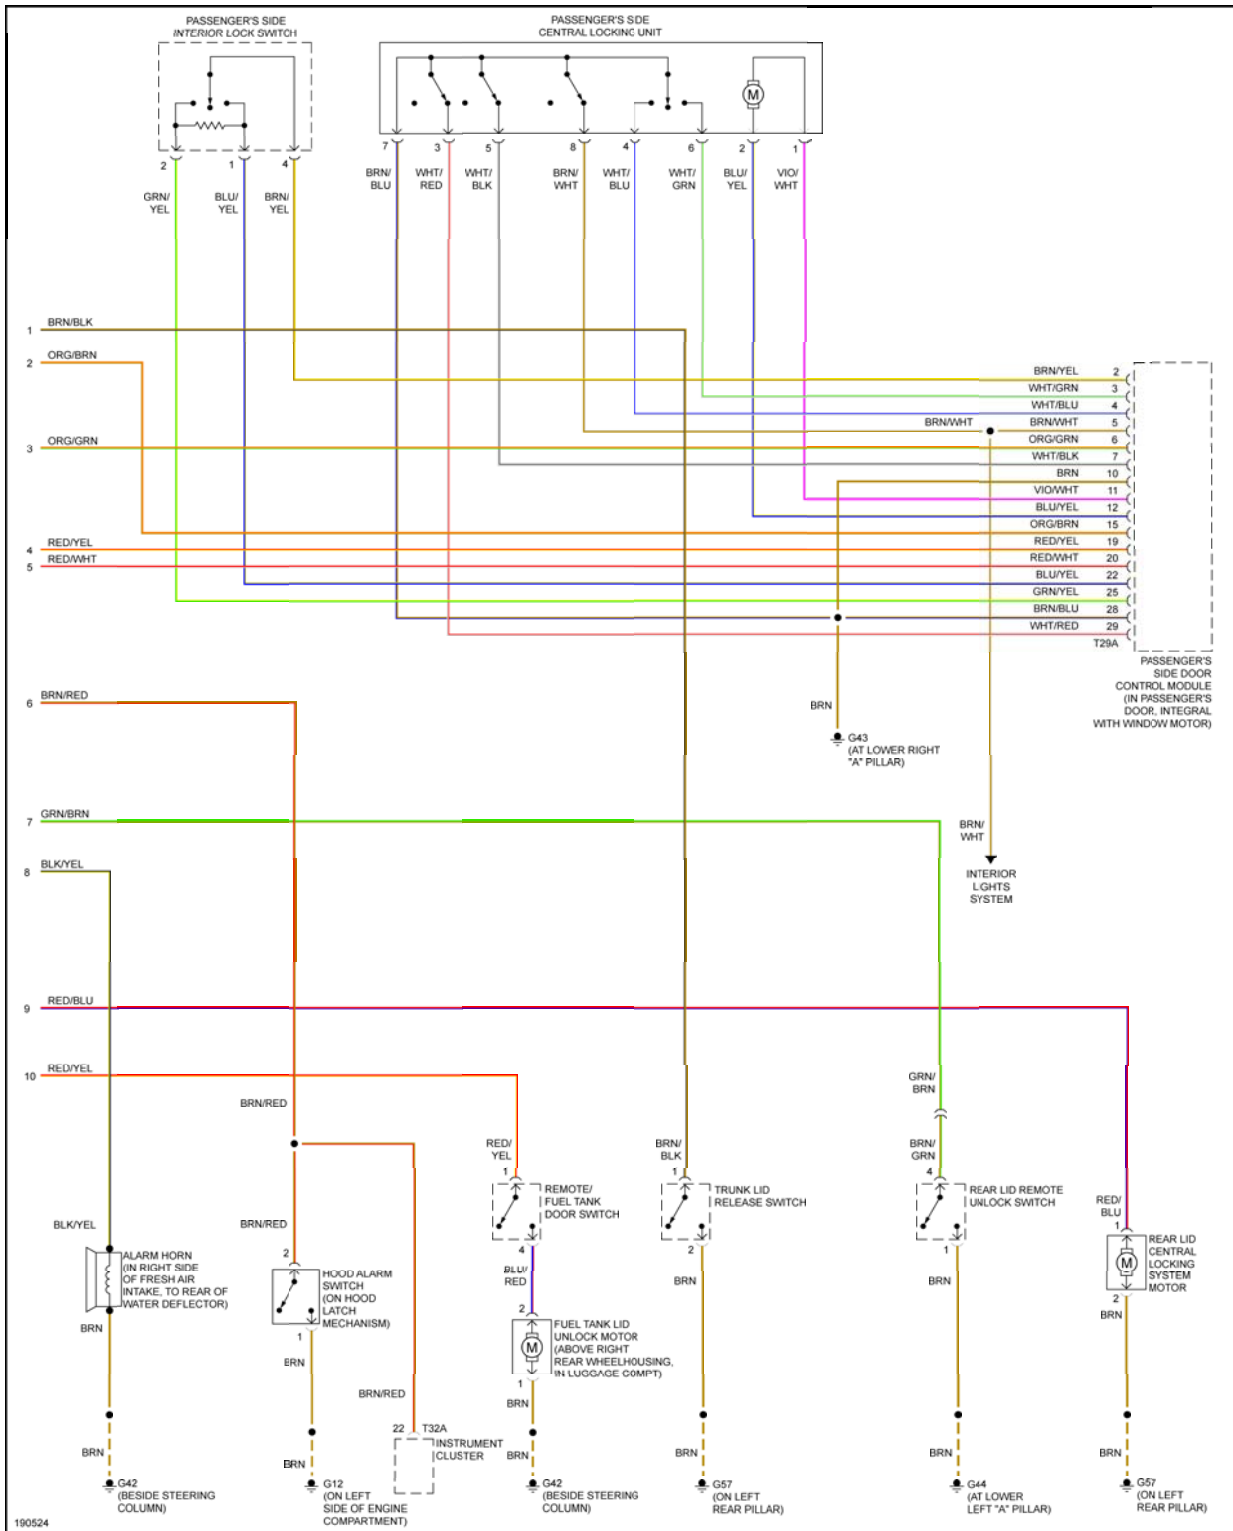 PASSENGER'S SIDE
INTERIOR LOCK SWITCH
PASSENGER'S SIDE
CENTRAL LOCKING UNIT
M
2
1
4
7
3
5
8
4
6
2
1
GRN/
YEL
BLU/
YEL
BRN/
YEL
BRN/
BLU
WHT/
RED
WHT/
BLK
BRN/
WHT
WHT/
BLU
WHT/
GRN
BLU/
YEL
VIO/
WHT
1 BRN/BLK
2 ORG/BRN
3 ORG/GRN
4 RED/YEL
5 RED/WHT
BRN/WHT
BRN/YEL 2
WHT/GRN 3
WHT/BLU 4
BRN/WHT 5
ORG/GRN 6
WHT/BLK 7
BRN 10
VIO/WHT 11
BLU/YEL 12
ORG/BRN 15
RED/YEL 19
RED/WHT 20
BLU/YEL 22
GRN/YEL 25
BRN/BLU 28
WHT/RED 29
T29A
PASSENGER'S
SIDE DOOR
CONTROL MODULE
(IN PASSENGER'S
DOOR, INTEGRAL
WITH WINDOW MOTOR)
6 BRN/RED
BRN
G43
(AT LOWER RIGHT
"A" PILLAR)
7 GRN/BRN
BRN/
WHT
8 BLK/YEL
INTERIOR
LIGHTS
SYSTEM
9 RED/BLU
10 RED/YEL
BRN/RED
GRN/
BRN
RED/
YEL
BRN/
BLK
BRN/
GRN
1
1
4
REMOTE/
FUEL TANK
DOOR SWITCH
TRUNK LID
RELEASE SWITCH
REAR LID REMOTE
UNLOCK SWITCH
RED/
BLU
1
BLK/YEL
BRN/RED
4
2
1
REAR LID
CENTRAL
LOCKING
SYSTEM
MOTOR
M
2
ALARM HORN
(IN RIGHT SIDE
OF FRESH AIR
INTAKE, TO REAR OF
WATER DEFLECTOR)
2
HOOD ALARM
SWITCH
(ON HOOD
LATCH
MECHANISM)
1
BLU/
RED
BRN
BRN
BRN
2
FUEL TANK LID
UNLOCK MOTOR
(ABOVE RIGHT
REAR WHEELHOUSING,
IN LUGGAGE COMPT)
M
1
BRN
BRN
BRN/RED
BRN
22 T32A
INSTRUMENT
CLUSTER
BRN
BRN
BRN
BRN
BRN
BRN
G42
(BESIDE STEERING
COLUMN)
G12
(ON LEFT
SIDE OF ENGINE
COMPARTMENT)
G42
(BESIDE STEERING
COLUMN)
G57
(ON LEFT
REAR PILLAR)
G44
(AT LOWER
LEFT "A" PILLAR)
G57
(ON LEFT
REAR PILLAR)
190524